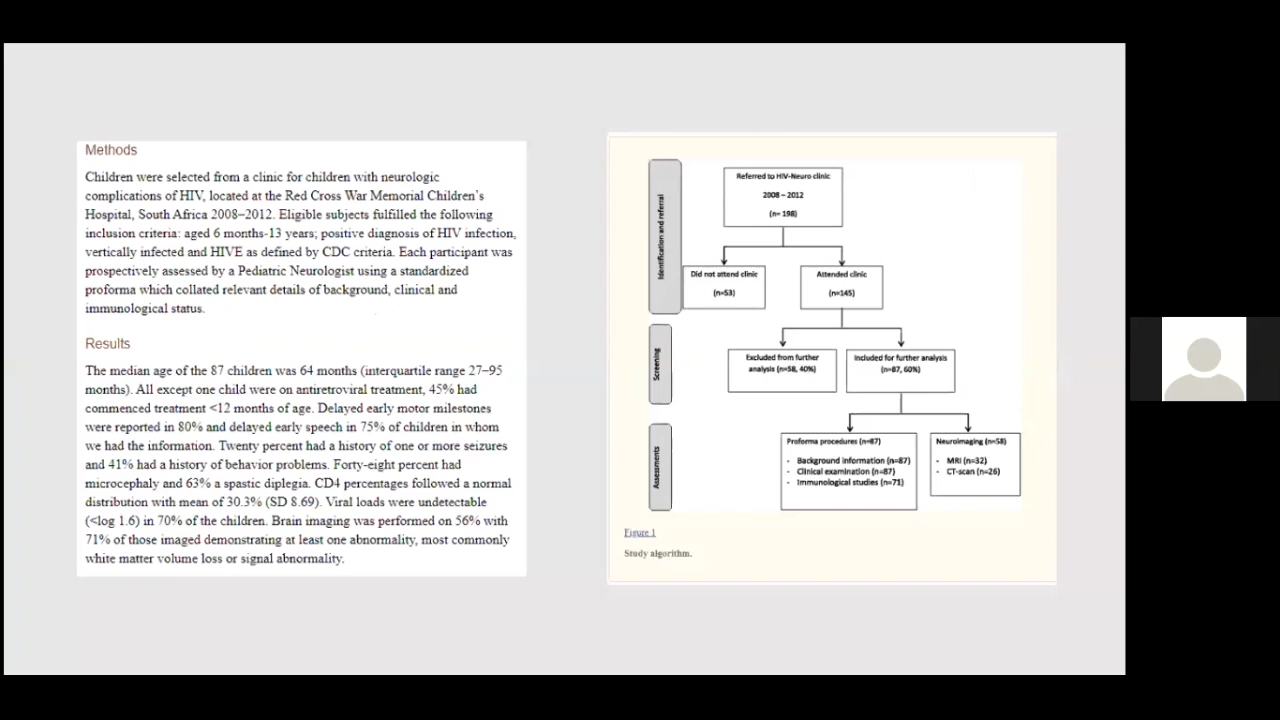 Methods
Children were selected from a clinic for children with neurologic
complications of HIV, located at the Red Cross War Memorial Children's
Hospital, South Africa 2008–2012. Eligible subjects fulfilled the following
inclusion criteria: aged 6 months-13 years; positive diagnosis of HIV infection,
vertically infected and HIVE as defined by CDC criteria. Each participant was
prospectively assessed by a Pediatric Neurologist using a standardized
proforma which collated relevant details of background, clinical and
immunological status.
Results
The median age of the 87 children was 64 months (interquartile range 27–95
months). All except one child were on antiretroviral treatment, 45% had
commenced treatment <12 months of age. Delayed early motor milestones
were reported in 80% and delayed early speech in 75% of children in whom
we had the information. Twenty percent had a history of one or more seizures
and 41% had a history of behavior problems. Forty-eight percent had
microcephaly and 63% a spastic diplegia. CD4 percentages followed a normal
distribution with mean of 30.3% (SD 8.69). Viral loads were undetectable
(<log 1.6) in 70% of the children. Brain imaging was performed on 56% with
71% of those imaged demonstrating at least one abnormality, most commonly
white matter volume loss or signal abnormality.
Identification and referral
Referred to HIV-Neuro clinic
2008 – 2012
(n= 198)
Did not attend clinic
(n=53)
Attended clinic
(n=145)
Screening
Excluded from further
analysis (n=58, 40%)
Included for further analysis
(n=87, 60%)
Assessments
Proforma procedures (n=87)
- Background information (n=87)
- Clinical examination (n=87)
- Immunological studies (n=71)
Neuroimaging (n=58)
- MRI (n=32)
- CT-scan (n=26)
Figure 1
Study algorithm.